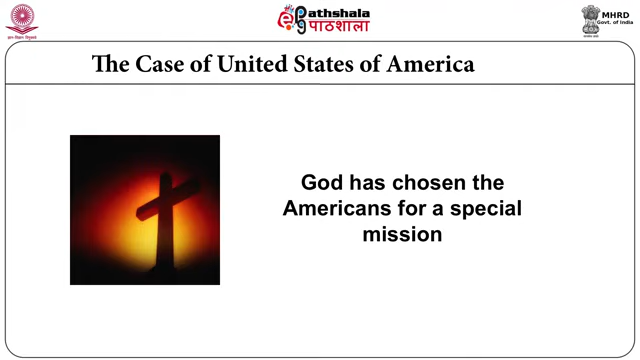 Pathshala
पाठशाला
MHRD
Govt. of India
The Case of United States of America
God has chosen the
Americans for a special
mission